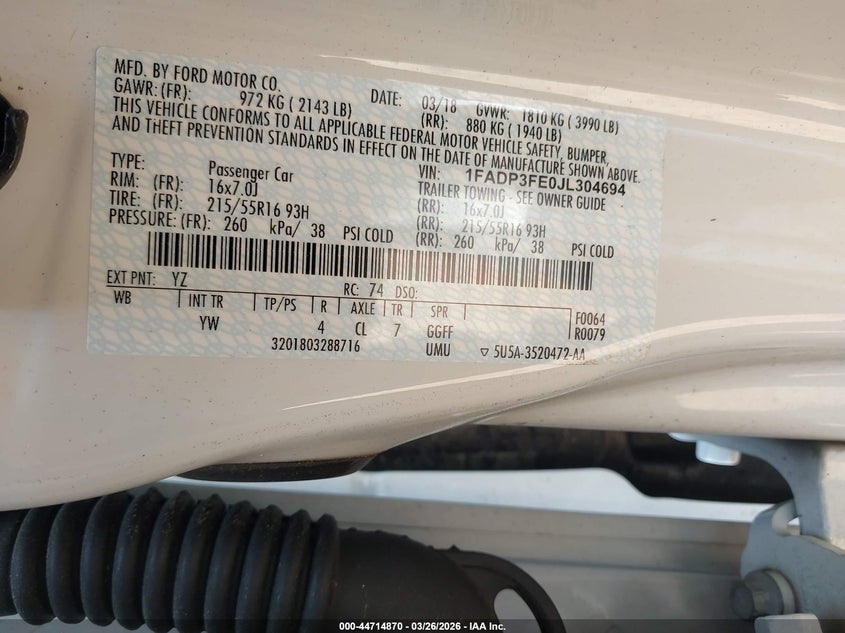 MFD. BY FORD MOTOR CO.
DATE: 03/18 GVWR: 1810 KG ( 3990 LB)
GAWR: (FR): 972 KG ( 2143 LB) (RR): 880 KG ( 1940 LB)
THIS VEHICLE CONFORMS TO ALL APPLICABLE FEDERAL MOTOR VEHICLE SAFETY, BUMPER,
AND THEFT PREVENTION STANDARDS IN EFFECT ON THE DATE OF MANUFACTURE SHOWN ABOVE.
VIN: 1FADP3FE0JL304694
TYPE: Passenger Car TRAILER TOWING - SEE OWNER GUIDE
RIM: (FR): 16x7.0J (RR): 16x7.0J
TIRE: (FR): 215/55R16 93H (RR): 215/55R16 93H
PRESSURE: (FR): 260 kPa/ 38 PSI COLD (RR): 260 kPa/ 38 PSI COLD
EXT PNT: YZ RC: 74 DSO:
WB INT TR TP/PS R AXLE TR SPR F0064
YW 4 CL 7 GGFF R0079
3201803288716 UMU ▽ 5U5A-3520472-AA
000-44714870 | 03/26/2026 - IAA Inc.